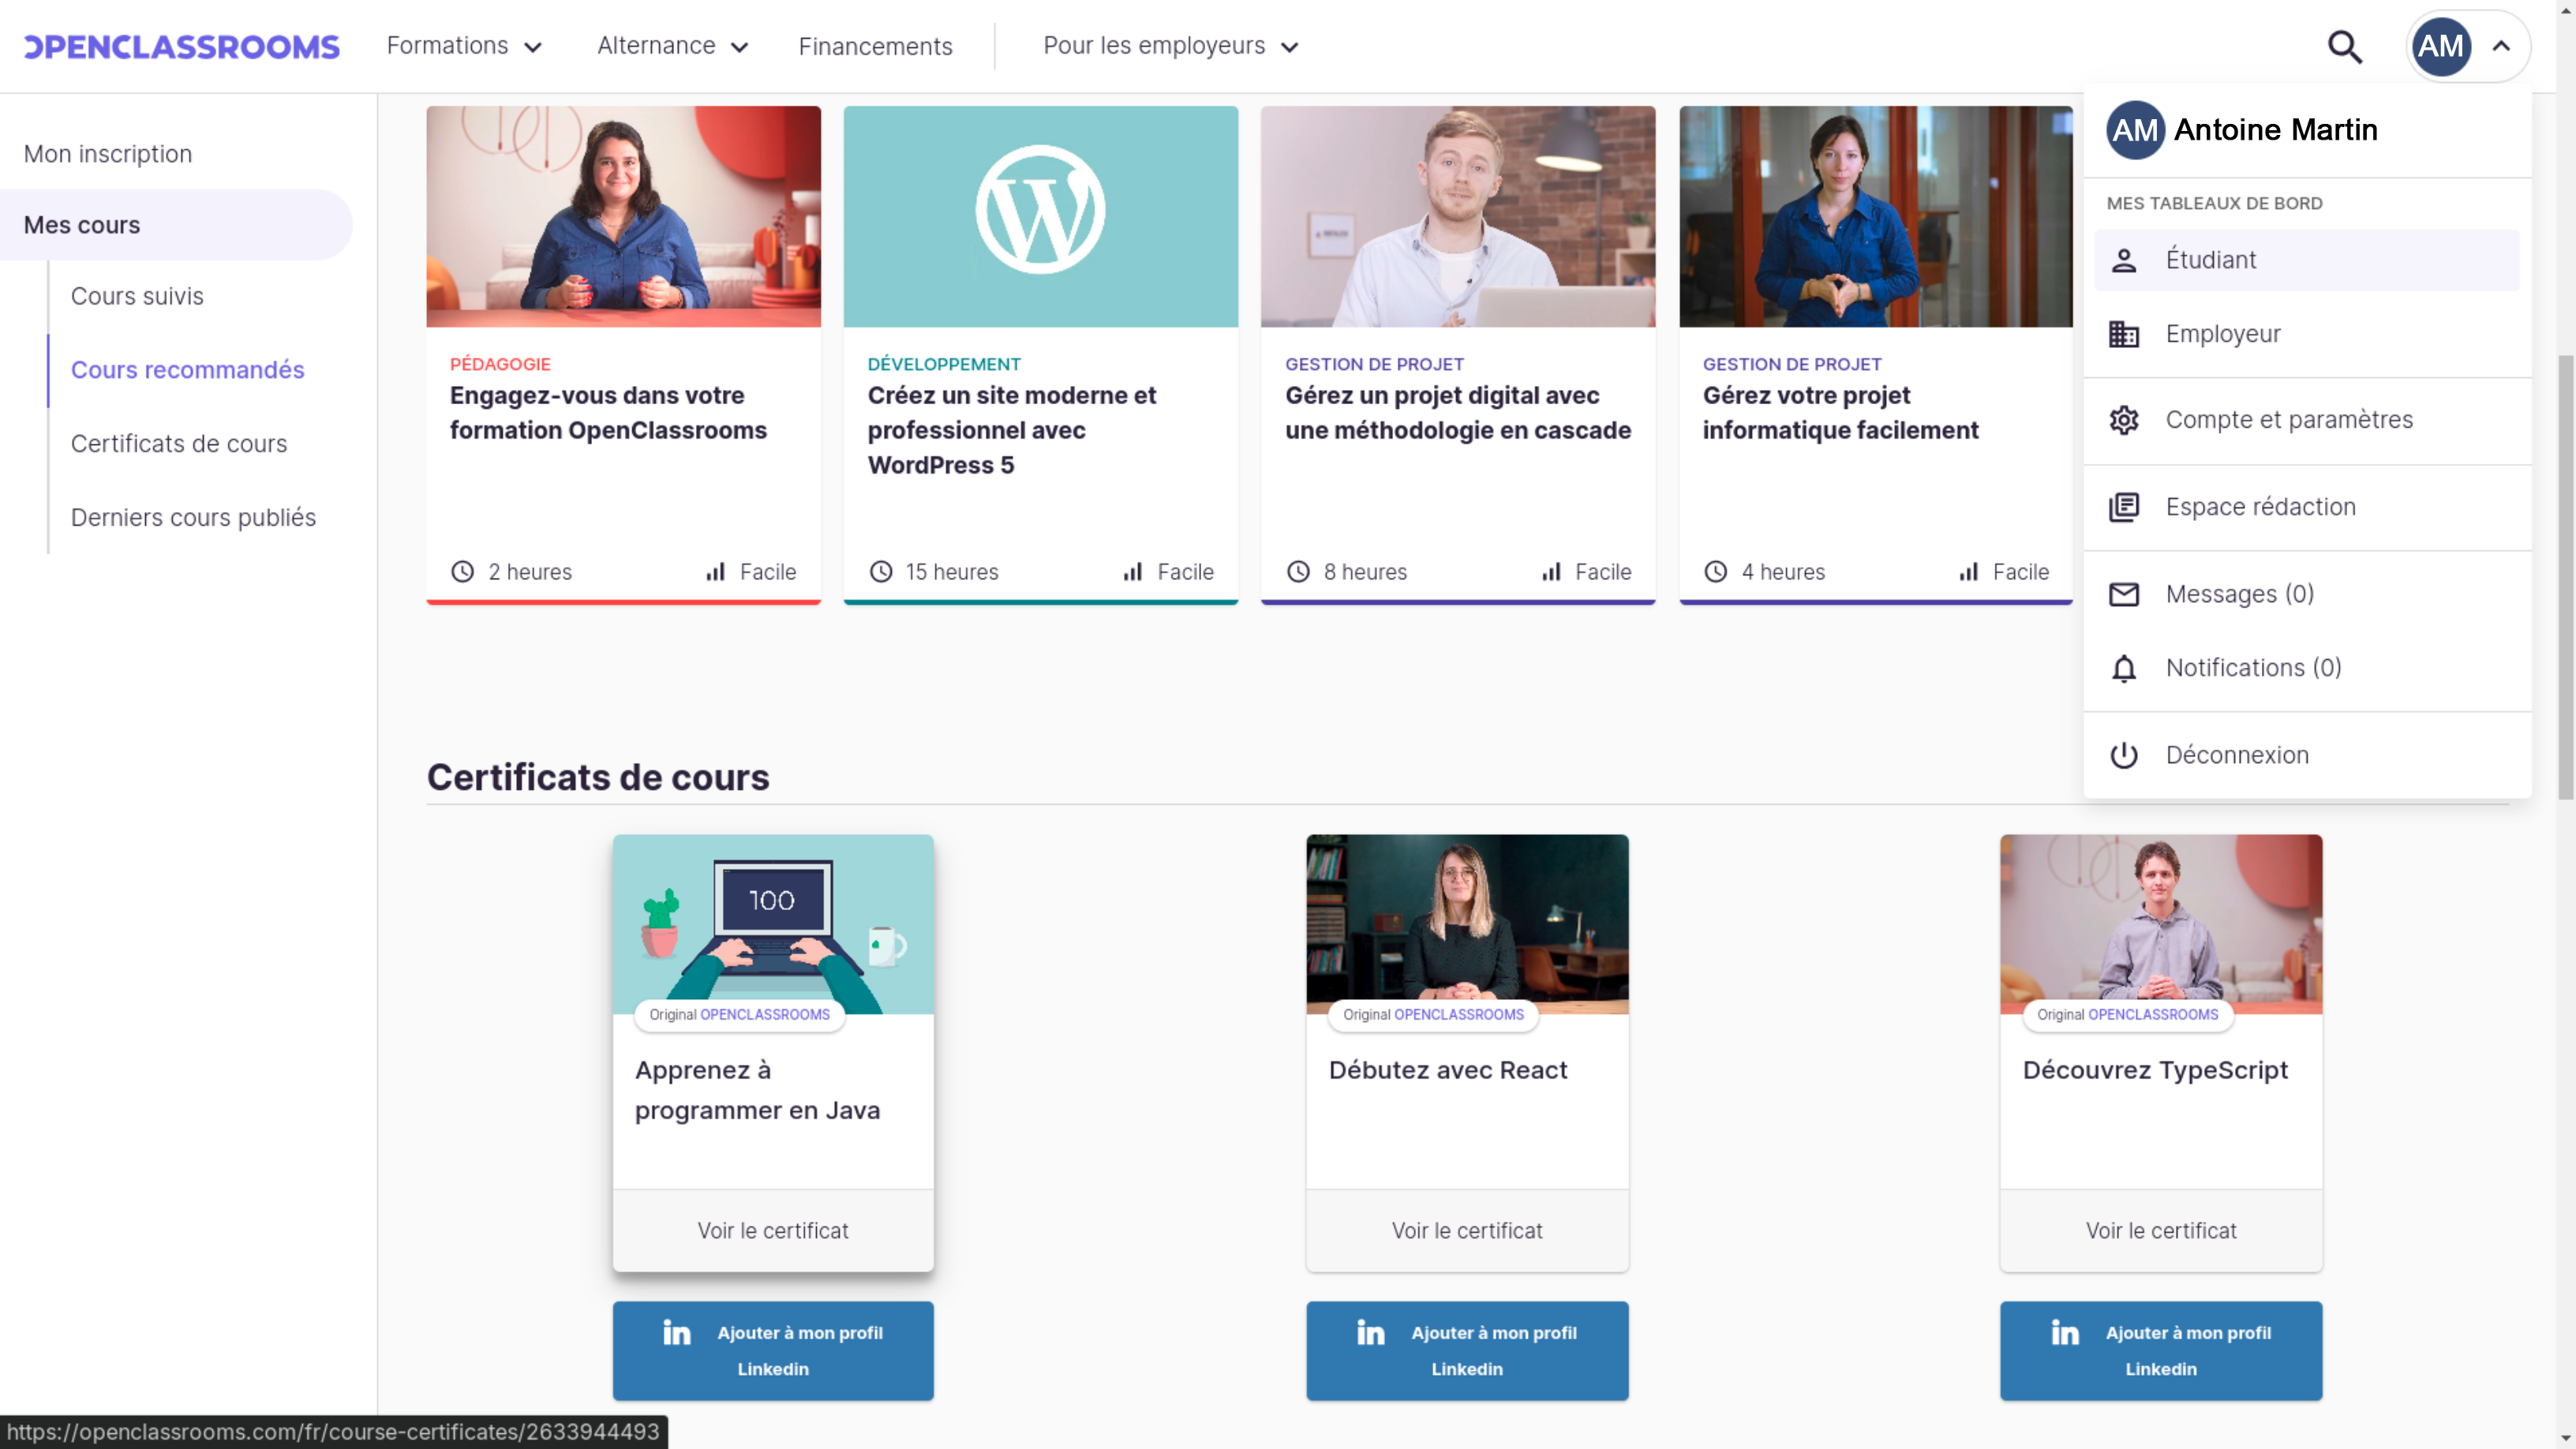 OPENCLASSROOMS
Formations
Alternance
Financements
Pour les employeurs
AM
AM Antoine Martin
MES TABLEAUX DE BORD
Étudiant
Employeur
Compte et paramètres
Espace rédaction
Messages (0)
Notifications (0)
Déconnexion
Mon inscription
Mes cours
Cours suivis
Cours recommandés
Certificats de cours
Derniers cours publiés
PÉDAGOGIE
Engagez-vous dans votre
formation OpenClassrooms
2 heures
Facile
DÉVELOPPEMENT
Créez un site moderne et
professionnel avec
WordPress 5
15 heures
Facile
GESTION DE PROJET
Gérez un projet digital avec
une méthodologie en cascade
8 heures
Facile
GESTION DE PROJET
Gérez votre projet
informatique facilement
4 heures
Facile
Certificats de cours
100
Original OPENCLASSROOMS
Apprenez à
programmer en Java
Voir le certificat
in Ajouter à mon profil
Linkedin
Original OPENCLASSROOMS
Débutez avec React
Voir le certificat
in Ajouter à mon profil
Linkedin
Original OPENCLASSROOMS
Découvrez TypeScript
Voir le certificat
in Ajouter à mon profil
Linkedin
https://openclassrooms.com/fr/course-certificates/2633944493